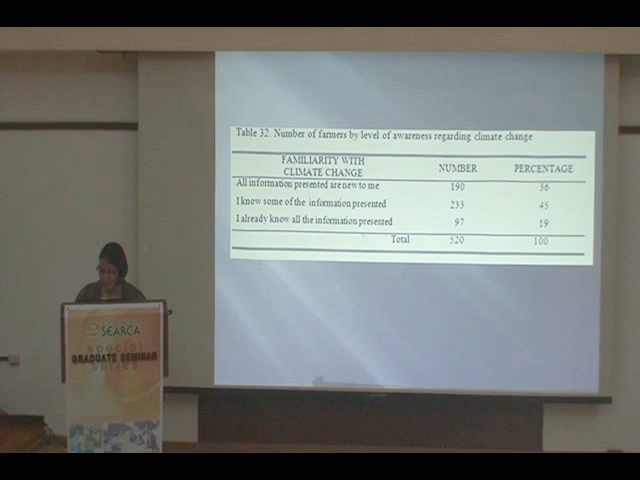 Table 32. Number of farmers by level of awareness regarding climate change
FAMILIARITY WITH CLIMATE CHANGE NUMBER PERCENTAGE
All information presented are new to me 190 36
I know some of the information presented 233 45
I already know all the information presented 97 19
Total 520 100
SEARCA
special
GRADUATE SEMINAR
series